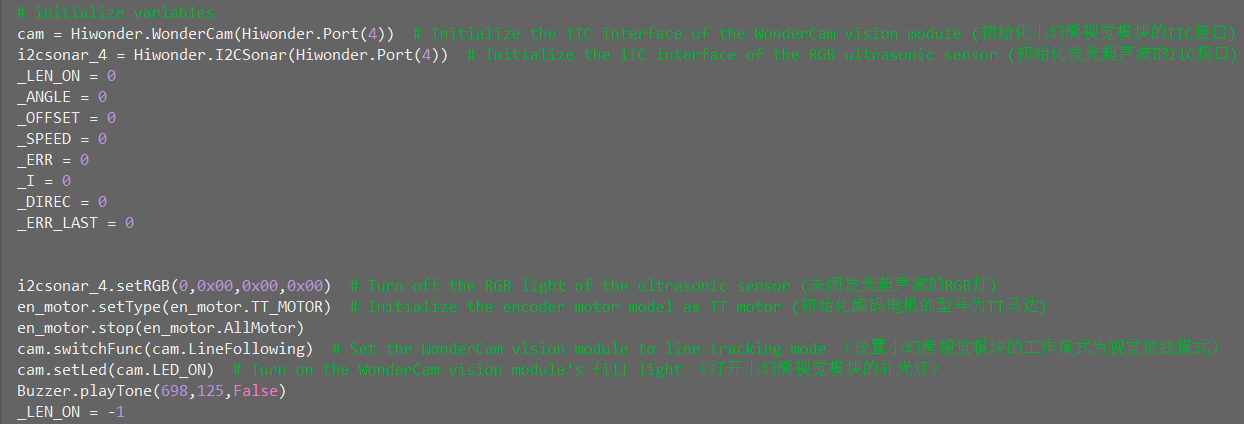 # initialize variables
cam = Hiwonder.WonderCam(Hiwonder.Port(4))  # Initialize the IIC interface of the WonderCam vision module (初始化小幻熊视觉模块的IIC接口)
i2csonar_4 = Hiwonder.I2CSonar(Hiwonder.Port(4))  # Initialize the IIC interface of the RGB ultrasonic sensor (初始化发光超声波的IIC接口)
_LEN_ON = 0
_ANGLE = 0
_OFFSET = 0
_SPEED = 0
_ERR = 0
_I = 0
_DIREC = 0
_ERR_LAST = 0
i2csonar_4.setRGB(0,0x00,0x00,0x00)  # Turn off the RGB light of the ultrasonic sensor (关闭发光超声波的RGB灯)
en_motor.setType(en_motor.TT_MOTOR)  # Initialize the encoder motor model as TT motor (初始化编码电机的型号为TT马达)
en_motor.stop(en_motor.AllMotor)
cam.switchFunc(cam.LineFollowing)  # Set the WonderCam vision module to line tracking mode （设置小幻熊视觉模块的工作模式为视觉巡线模式）
cam.setLed(cam.LED_ON)  # Turn on the WonderCam vision module's fill light （打开小幻熊视觉模块的补光灯）
Buzzer.playTone(698,125,False)
_LEN_ON = -1